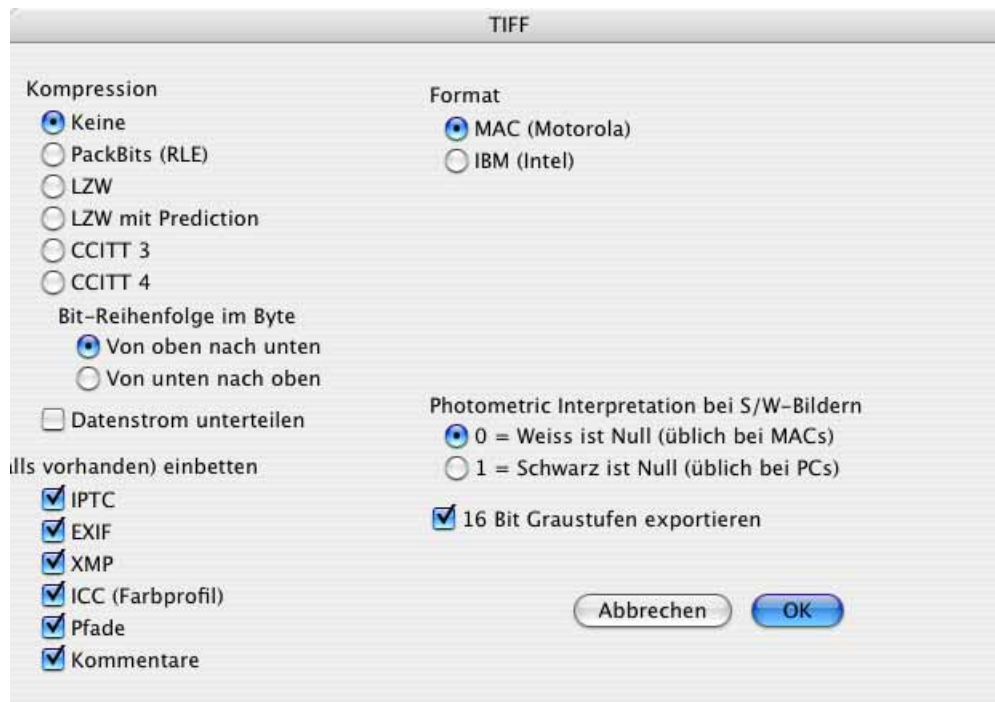 TIFF
Kompression
Keine
PackBits (RLE)
LZW
LZW mit Prediction
CCITT 3
CCITT 4
Bit-Reihenfolge im Byte
Von oben nach unten
Von unten nach oben
Datenstrom unterteilen
lls vorhanden) einbetten
IPTC
EXIF
XMP
ICC (Farbprofil)
Pfade
Kommentare
Format
MAC (Motorola)
IBM (Intel)
Photometric Interpretation bei S/W-Bildern
0 = Weiss ist Null (üblich bei MACs)
1 = Schwarz ist Null (üblich bei PCs)
16 Bit Graustufen exportieren
Abbrechen
OK